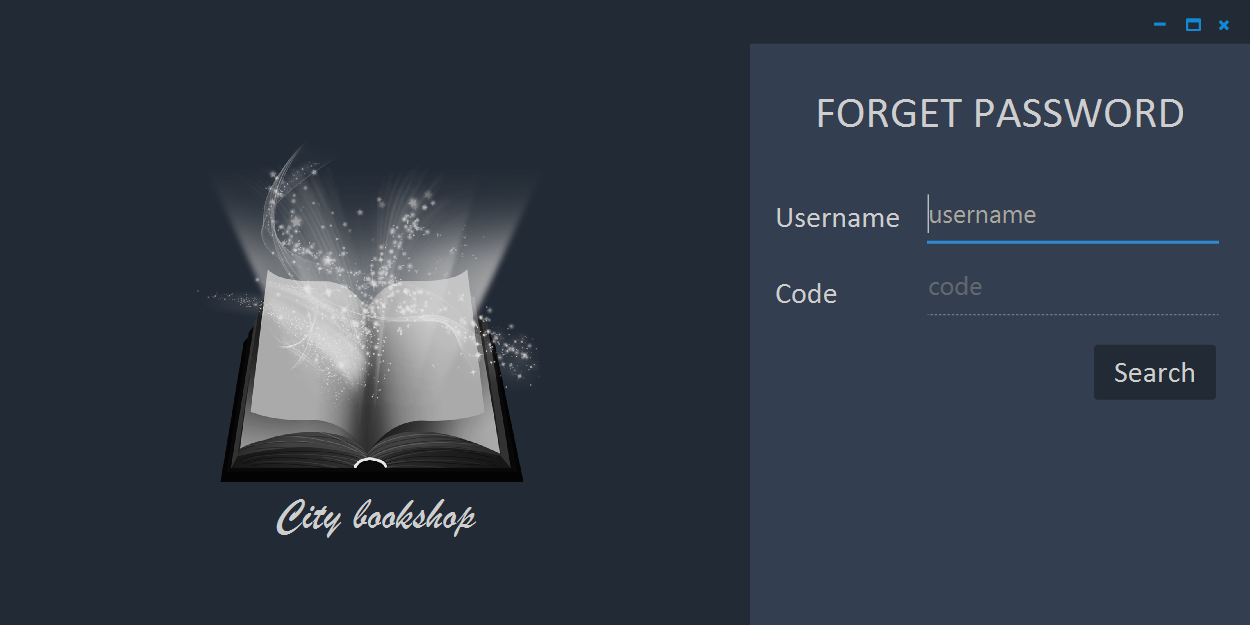 FORGET PASSWORD
Username username
Code code
Search
City bookshop